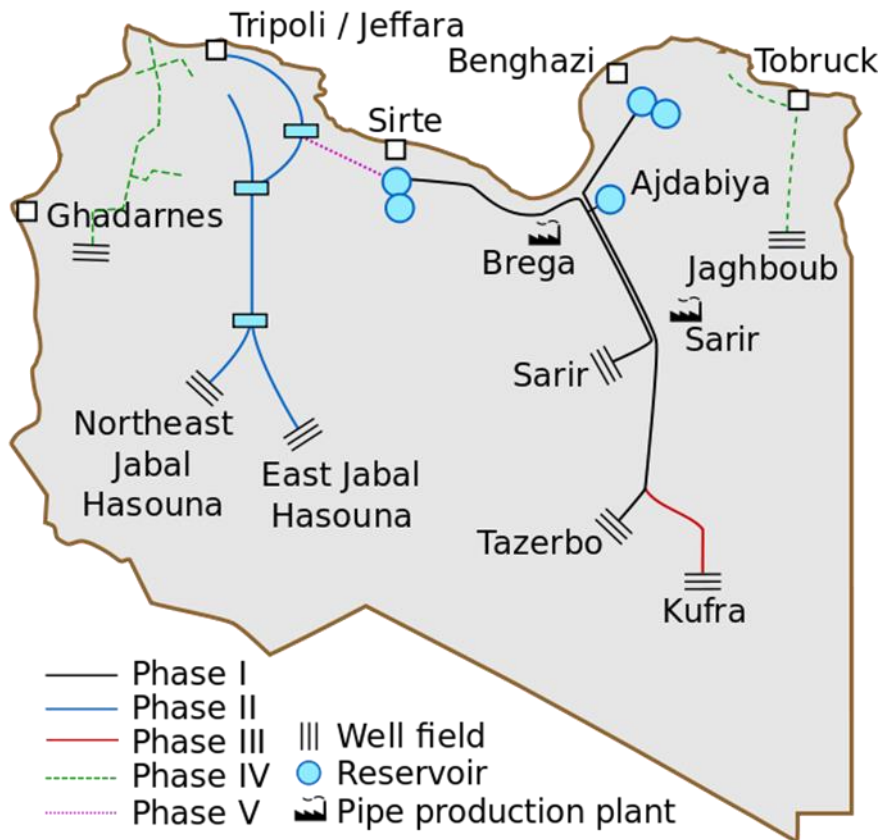 Tripoli / Jeffara
Benghazi
Tobruck
Sirte
Ajdabiya
Ghadarnes
Brega
Jaghboub
Sarir
Sarir
Northeast
Jabal
Hasouna
East Jabal
Hasouna
Tazerbo
Kufra
Phase I
Phase II
Phase III
Phase IV
Phase V
Well field
Reservoir
Pipe production plant